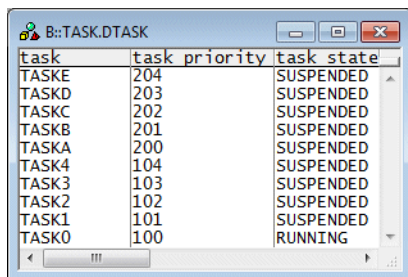 B::TASK.DTASK
task task priority task state
TASKE 204 SUSPENDED
TASKD 203 SUSPENDED
TASKC 202 SUSPENDED
TASKB 201 SUSPENDED
TASKA 200 SUSPENDED
TASK4 104 SUSPENDED
TASK3 103 SUSPENDED
TASK2 102 SUSPENDED
TASK1 101 SUSPENDED
TASK0 100 RUNNING